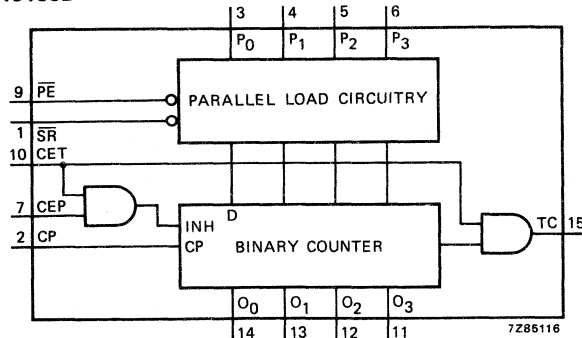 3 4 5 6
P0 P1 P2 P3
9 PE
PARALLEL LOAD CIRCUITRY
1 SR
10 CET
7 CEP
2 CP
D
INH
CP
BINARY COUNTER
TC 15
O0 O1 O2 O3
14 13 12 11
7Z85116